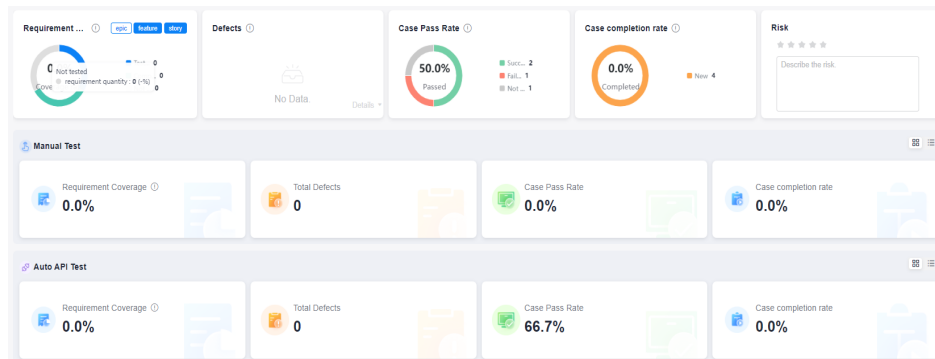 Requirement ...
epic feature story
0
Cove
0
0
0
Not tested
requirement quantity : 0 (-%)
Defects
No Data
Details
Case Pass Rate
50.0%
Passed
Succ... 2
Fail... 1
Not ... 1
Case completion rate
0.0%
Completed
New 4
Risk
Describe the risk
Manual Test
Requirement Coverage
0.0%
Total Defects
0
Case Pass Rate
0.0%
Case completion rate
0.0%
Auto API Test
Requirement Coverage
0.0%
Total Defects
0
Case Pass Rate
66.7%
Case completion rate
0.0%